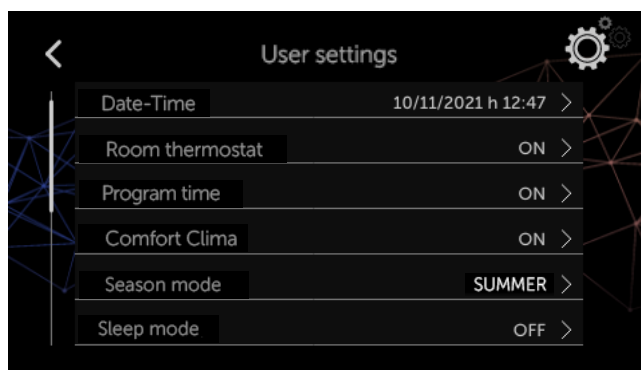 User settings
Date-Time 10/11/2021 h 12:47
Room thermostat ON
Program time ON
Comfort Clima ON
Season mode SUMMER
Sleep mode OFF